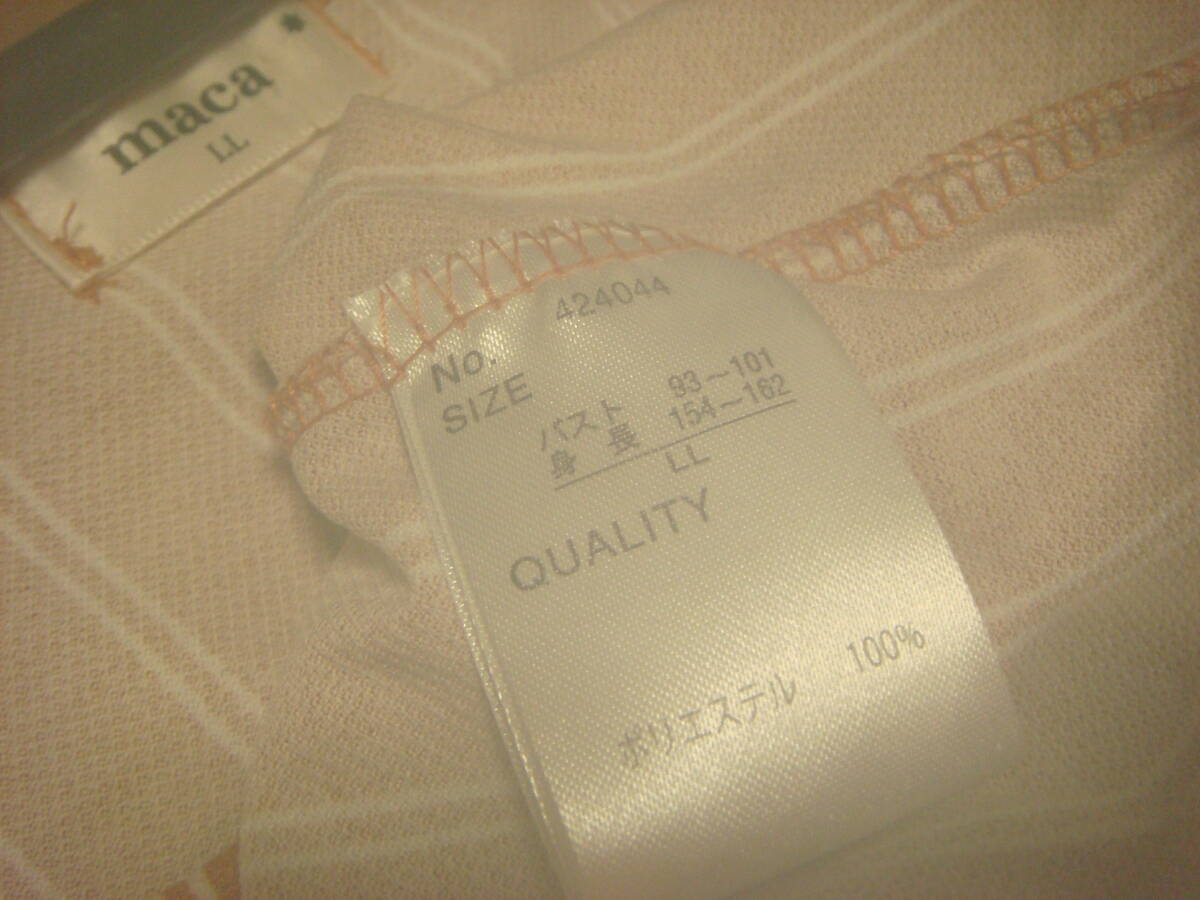 maca
LL
No. 424044
SIZE
バスト 93～101
身 長 154～162
LL
QUALITY
ポリエステル 100%